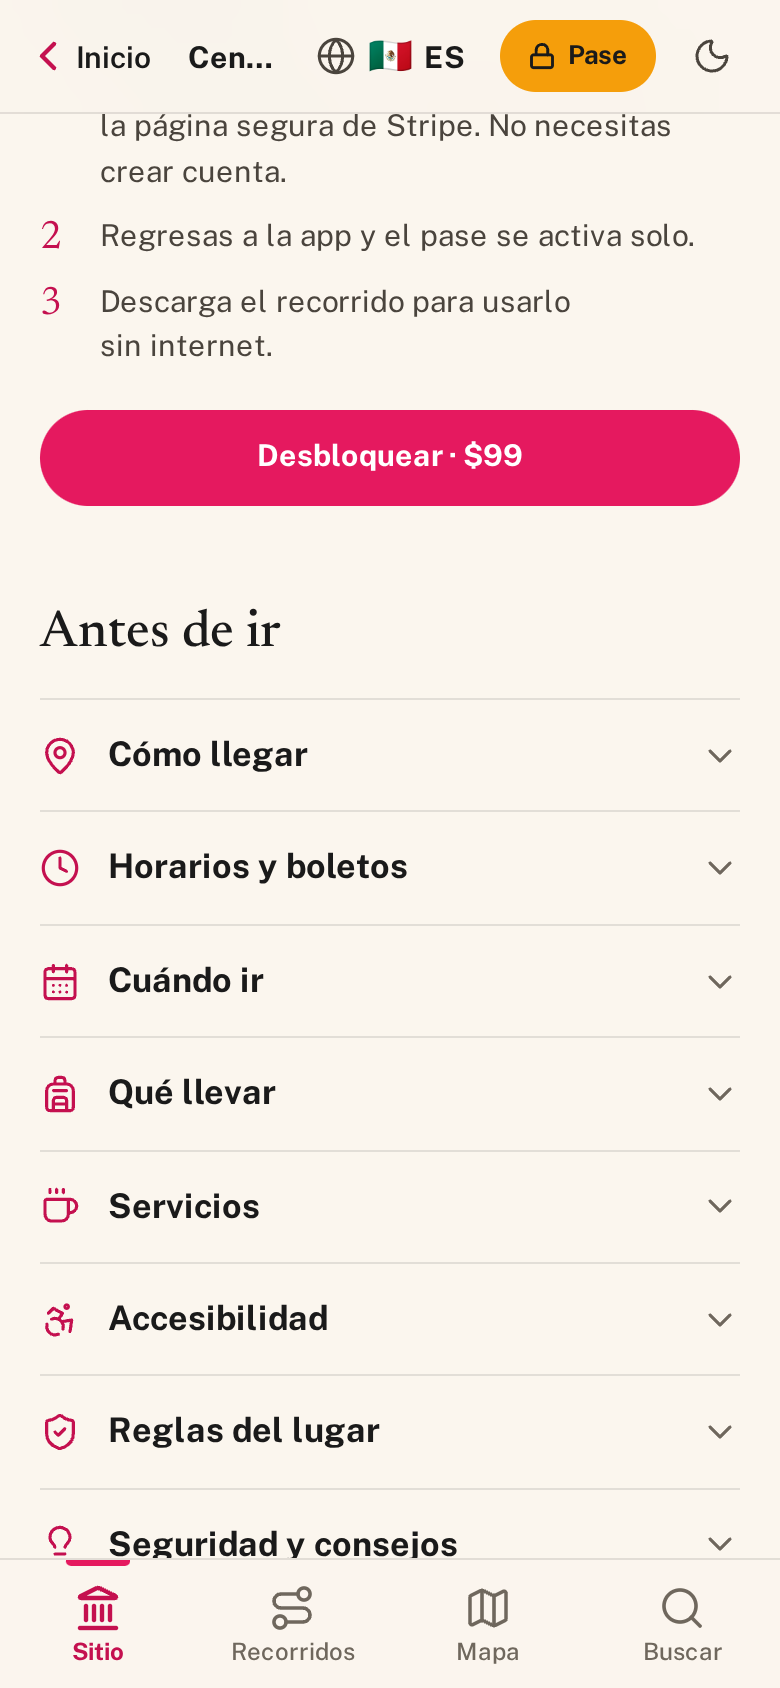 Inicio
Cen...
ES
Pase
la página segura de Stripe. No necesitas
crear cuenta.
2
Regresas a la app y el pase se activa solo.
3
Descarga el recorrido para usarlo
sin internet.
Desbloquear · $99
Antes de ir
Cómo llegar
Horarios y boletos
Cuándo ir
Qué llevar
Servicios
Accesibilidad
Reglas del lugar
Seguridad y consejos
Sitio
Recorridos
Mapa
Buscar